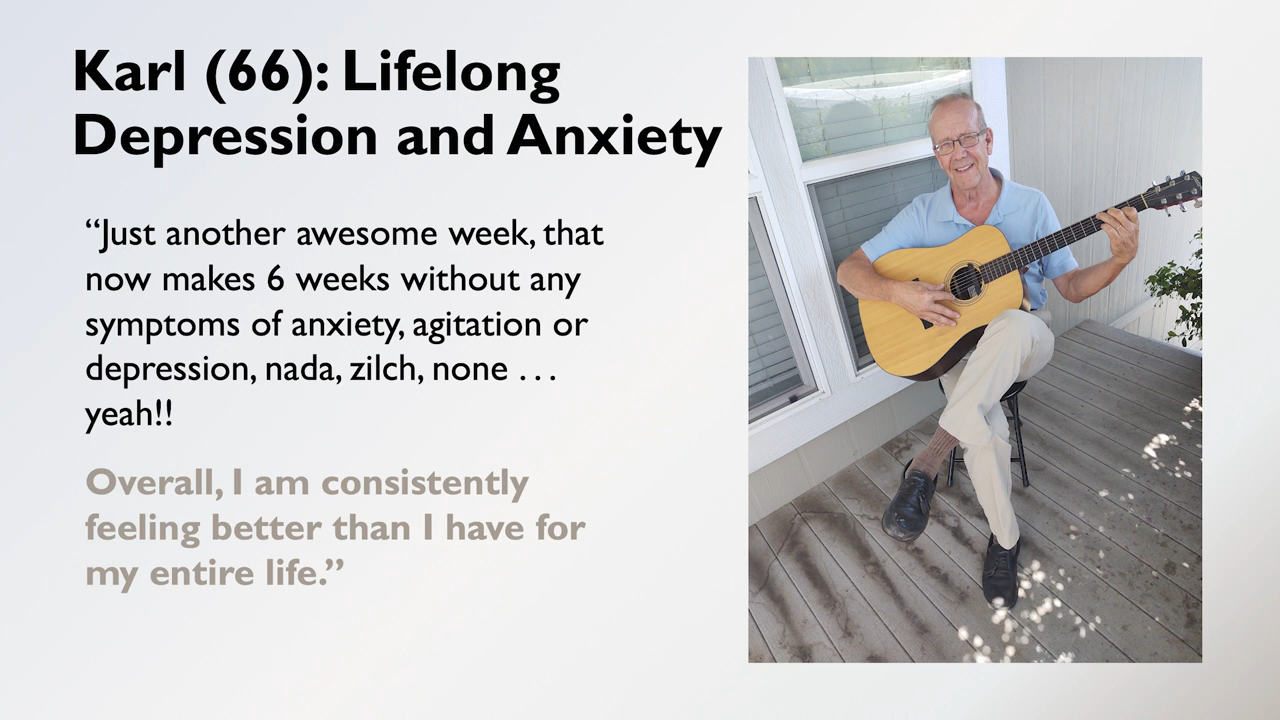 Karl (66): Lifelong
Depression and Anxiety
“Just another awesome week, that
now makes 6 weeks without any
symptoms of anxiety, agitation or
depression, nada, zilch, none . . .
yeah!!
Overall, I am consistently
feeling better than I have for
my entire life.”